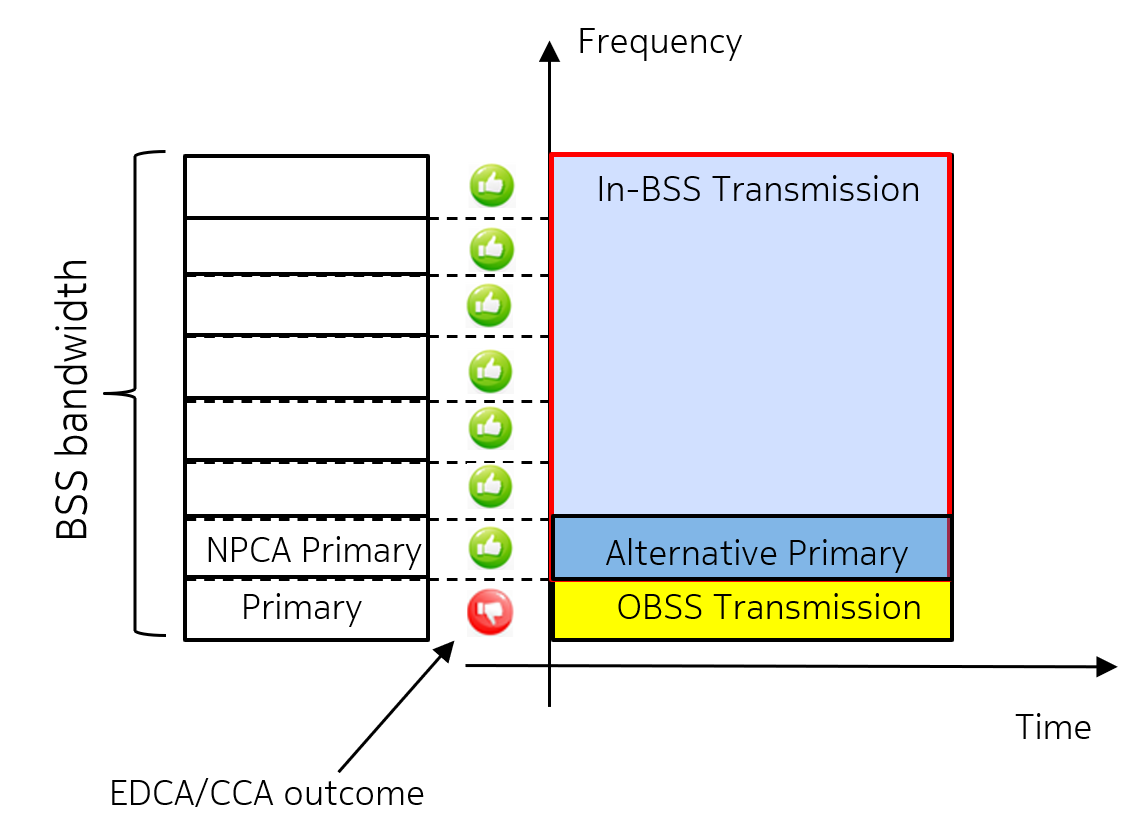 Frequency
In-BSS Transmission
BSS bandwidth
NPCA Primary
Alternative Primary
Primary
OBSS Transmission
Time
EDCA/CCA outcome